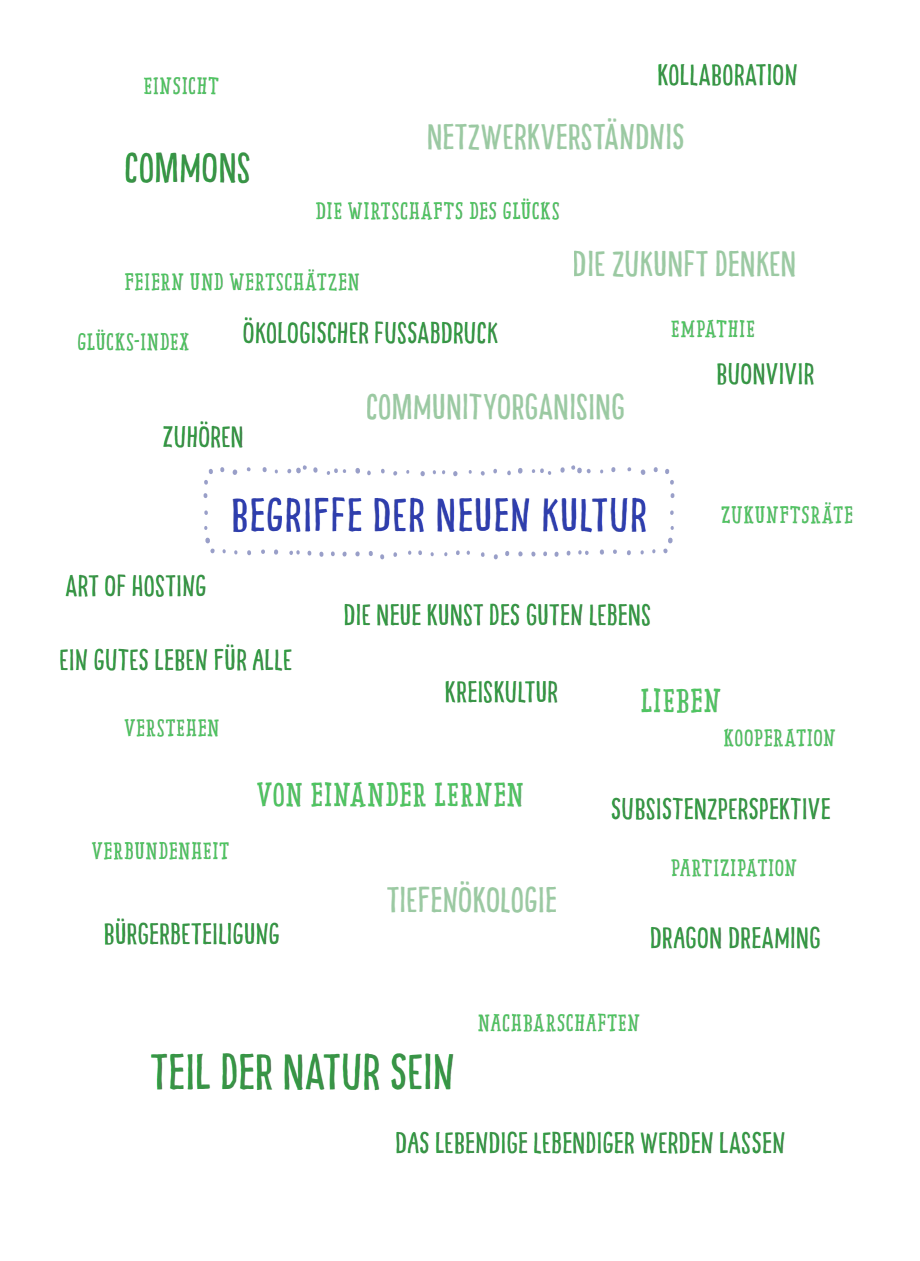 KOLLABORATION
EINSICHT
NETZWERKVERSTÄNDNIS
COMMONS
DIE WIRTSCHAFTS DES GLÜCKS
DIE ZUKUNFT DENKEN
FEIERN UND WERTSCHÄTZEN
EMPATHIE
ÖKOLOGISCHER FUSSABDRUCK
GLÜCKS-INDEX
BUONVIVIR
COMMUNITYORGANISING
ZUHÖREN
BEGRIFFE DER NEUEN KULTUR
ZUKUNFTSRÄTE
ART OF HOSTING
DIE NEUE KUNST DES GUTEN LEBENS
EIN GUTES LEBEN FÜR ALLE
KREISKULTUR
LIEBEN
VERSTEHEN
KOOPERATION
VON EINANDER LERNEN
SUBSISTENZPERSPEKTIVE
VERBUNDENHEIT
PARTIZIPATION
TIEFENÖKOLOGIE
BÜRGERBETEILIGUNG
DRAGON DREAMING
NACHBARSCHAFTEN
TEIL DER NATUR SEIN
DAS LEBENDIGE LEBENDIGER WERDEN LASSEN